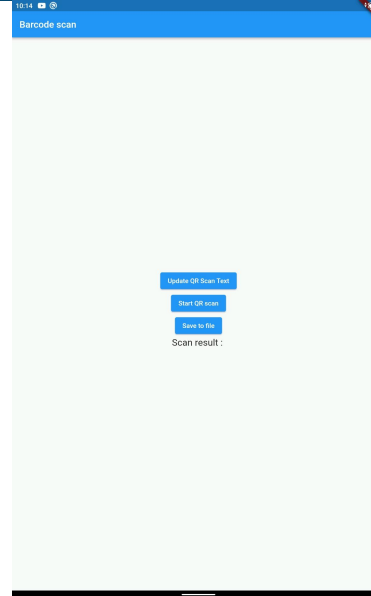 10:14
Barcode scan
Update QR Scan Text
Start QR scan
Save to file
Scan result :